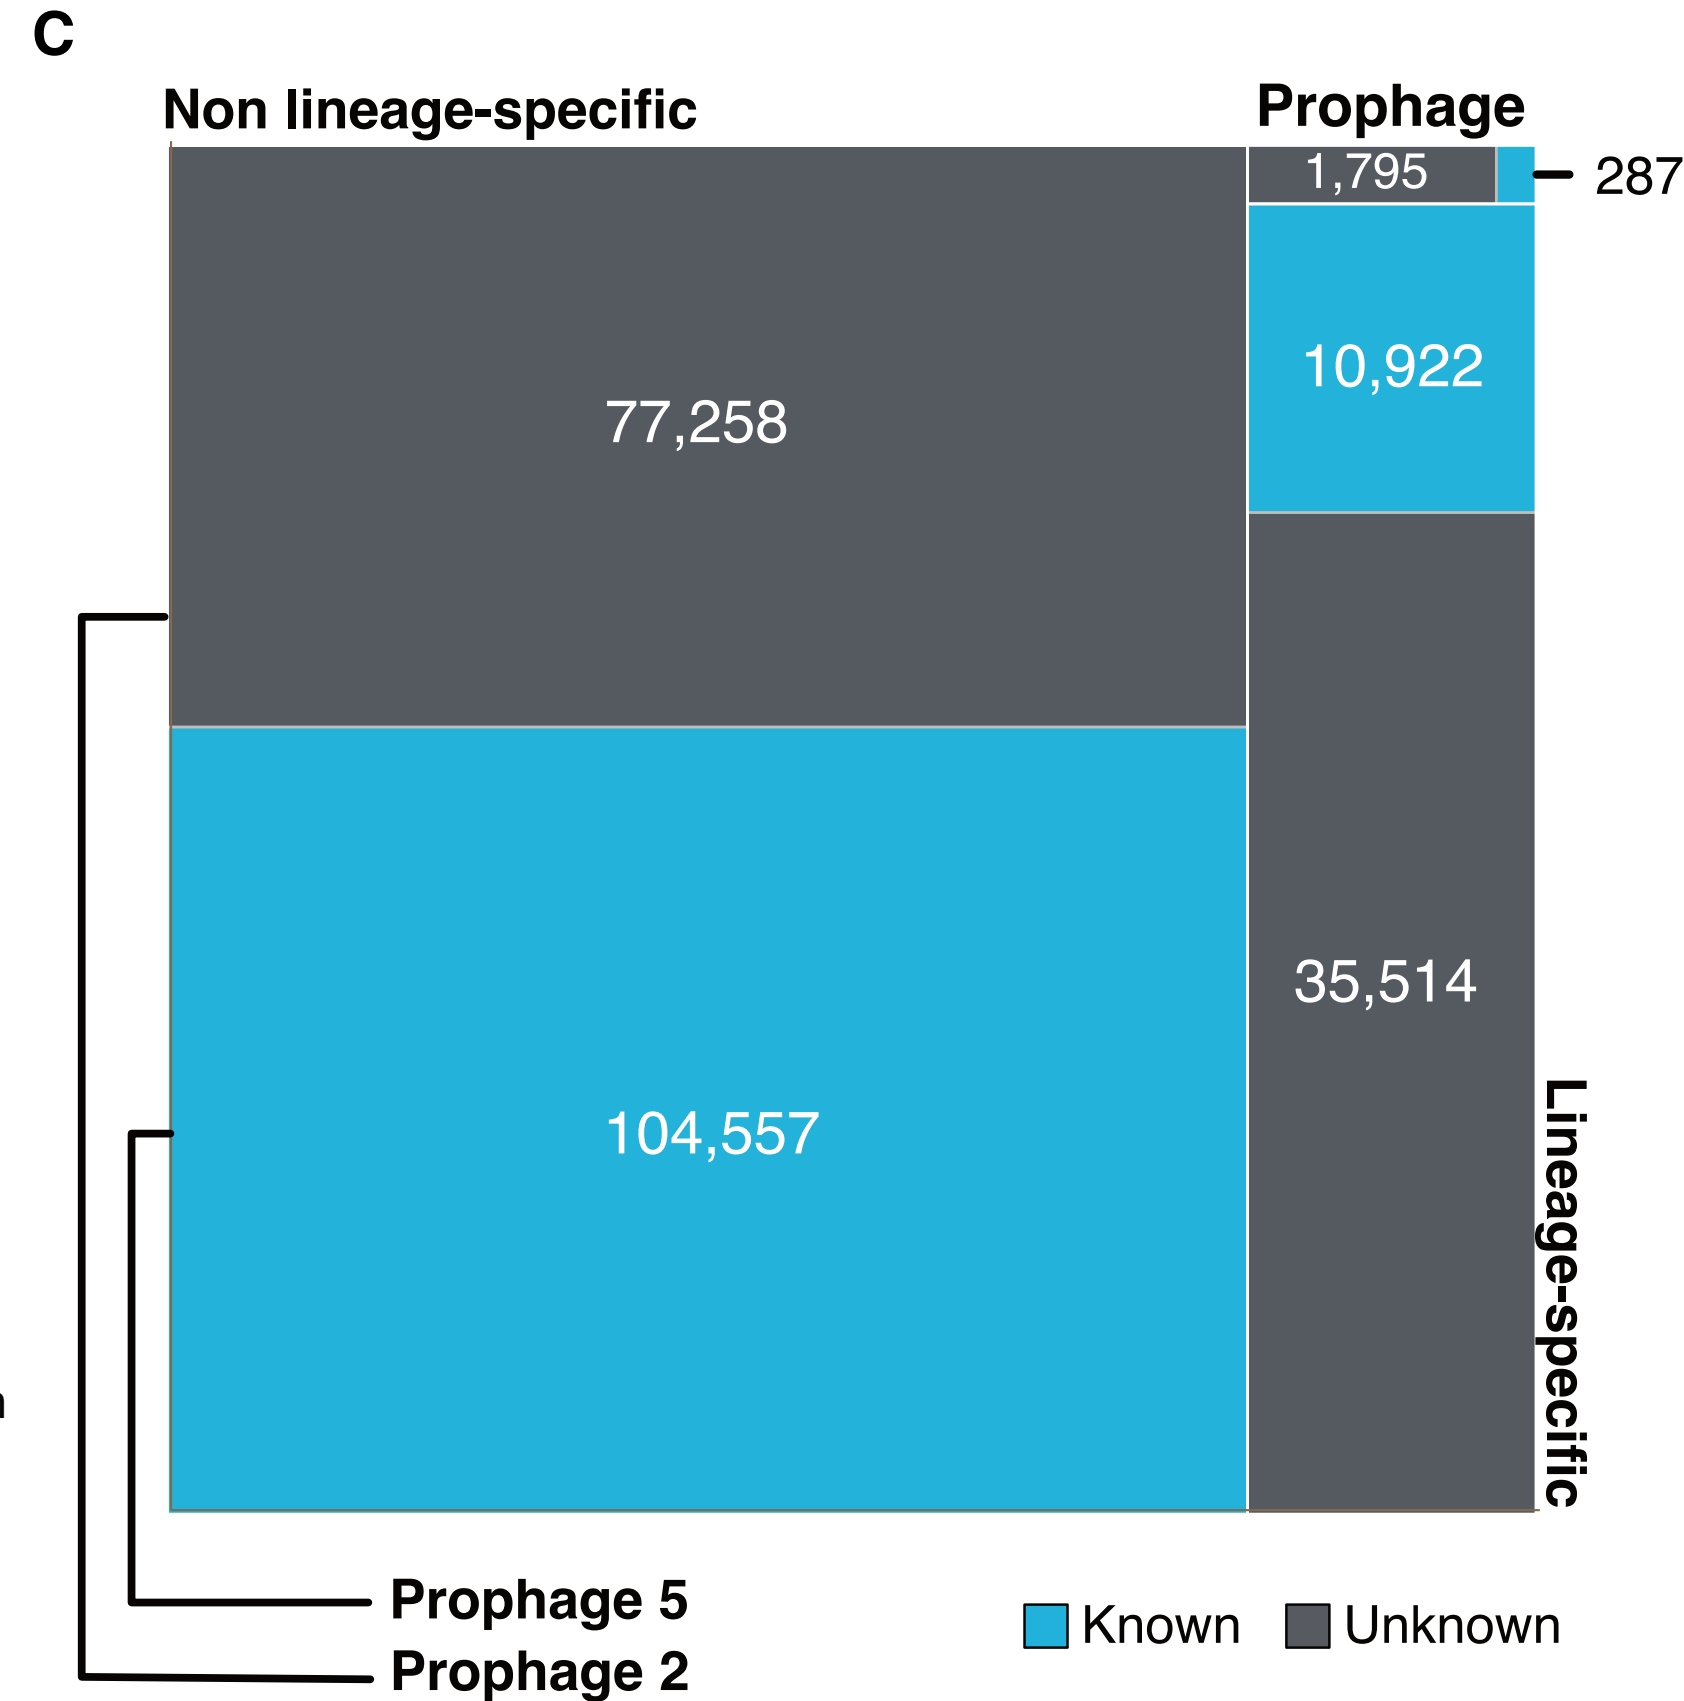 C
Non lineage-specific
Prophage
1,795
287
10,922
77,258
35,514
104,557
Lineage-specific
Prophage 5
Prophage 2
Known
Unknown